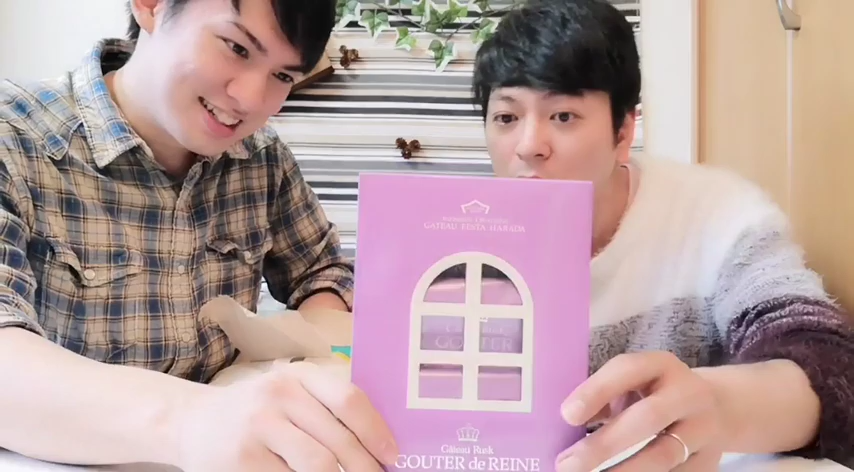 GATEAU FESTA HARADA
GOUTER
Gâteau Rusk
GOUTER de REINE